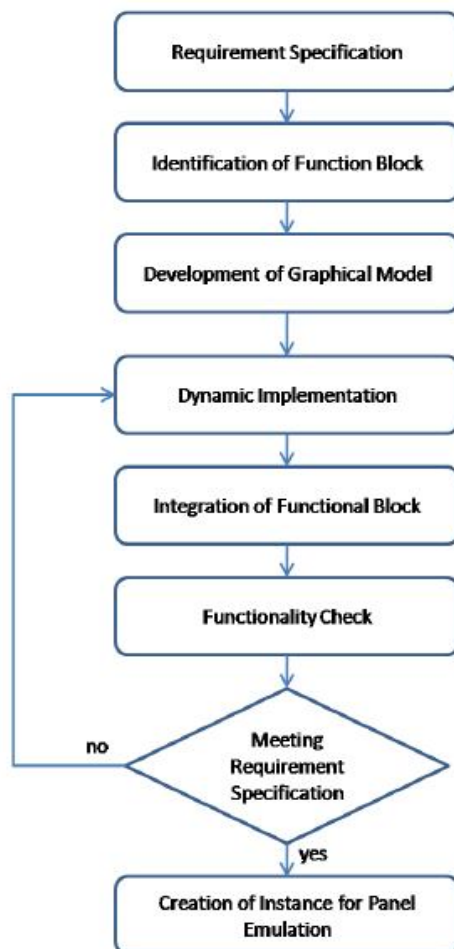 Requirement Specification
Identification of Function Block
Development of Graphical Model
Dynamic Implementation
Integration of Functional Block
Functionality Check
Meeting
Requirement
Specification
no
yes
Creation of Instance for Panel
Emulation